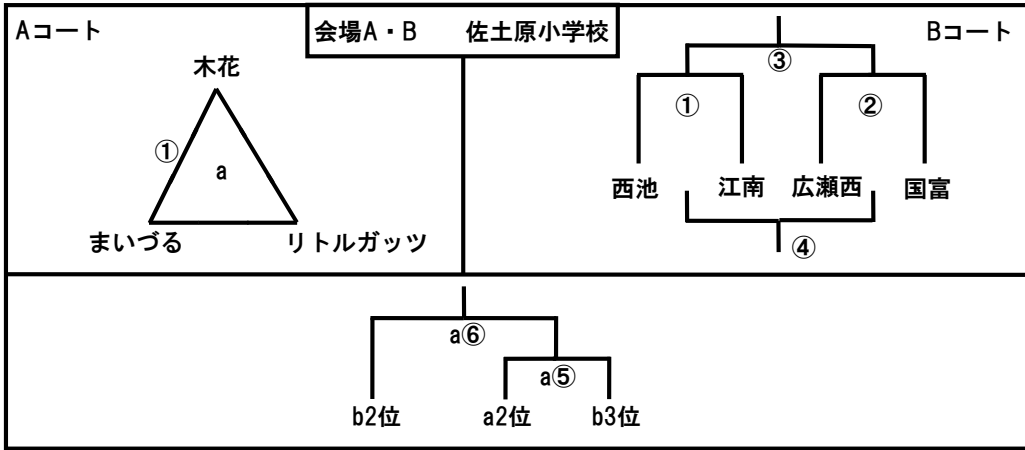 Aコート
会場A・B 佐土原小学校
Bコート
木花
①
a
まいづる
リトルガッツ
③
①
②
西池
江南
広瀬西
国富
④
a⑥
a⑤
b2位
a2位
b3位